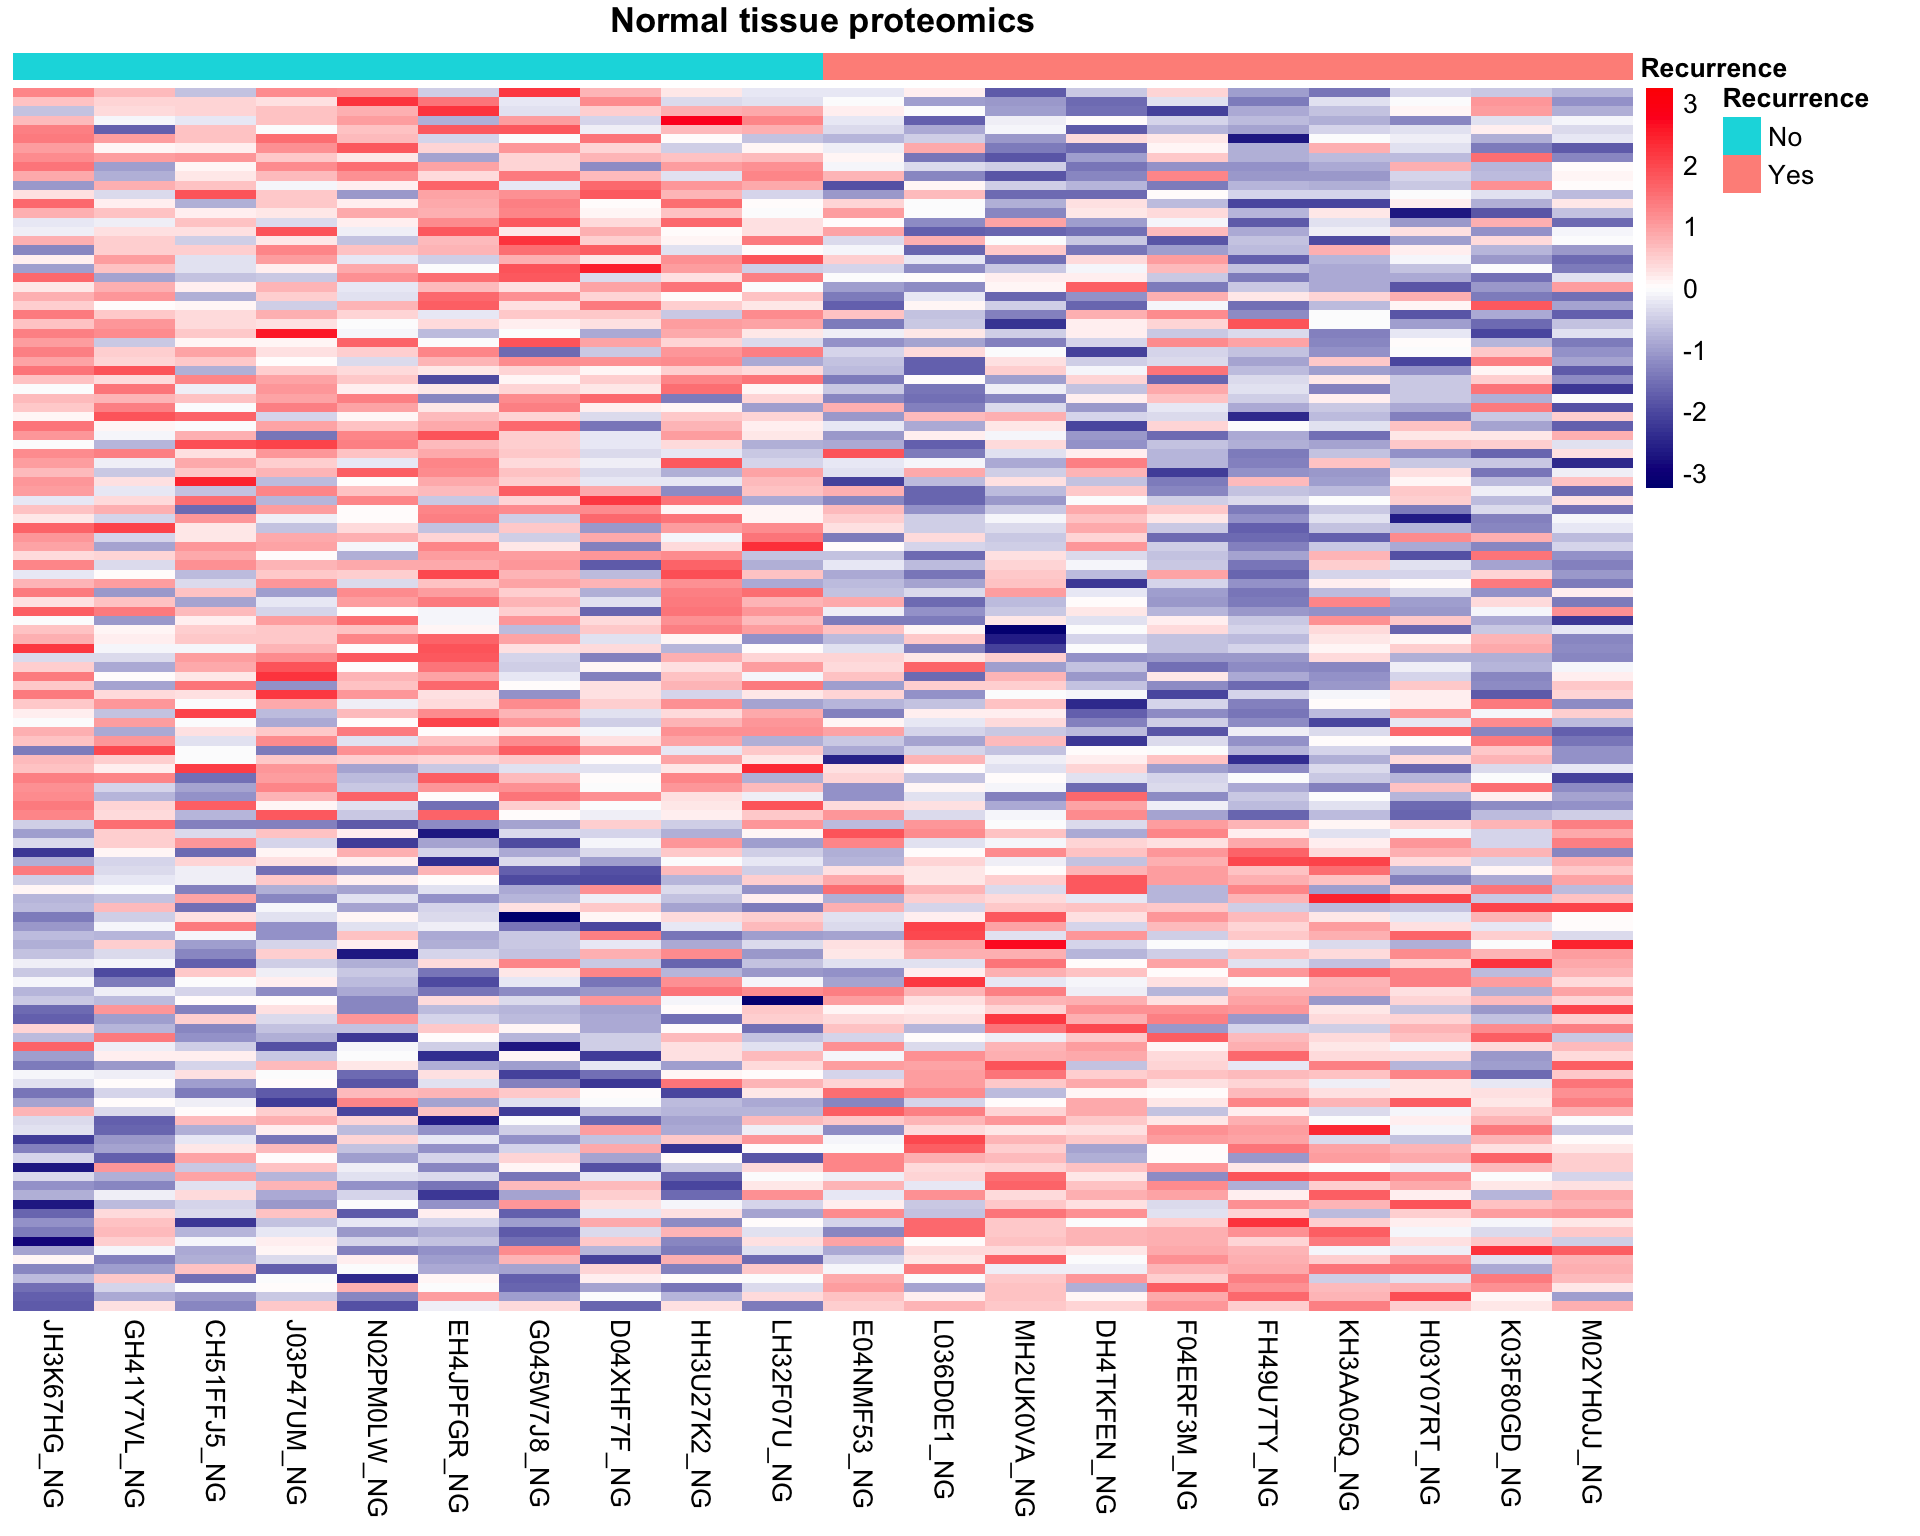 Normal tissue proteomics
Recurrence
Recurrence
No
Yes
3
2
1
0
-1
-2
-3
JH3K67HG_NG
GH41Y7VL_NG
CH51FFJ5_NG
J03P47UM_NG
N02PM0LW_NG
EH4JPFGR_NG
G045W7J8_NG
D04XHF7F_NG
HH3U27K2_NG
LH32F07U_NG
E04NMF53_NG
L036D0E1_NG
MH2UK0VA_NG
DH4TKFEN_NG
F04ERF3M_NG
FH49U7TY_NG
KH3AA05Q_NG
H03Y07RT_NG
K03F80GD_NG
M02YH0JJ_NG